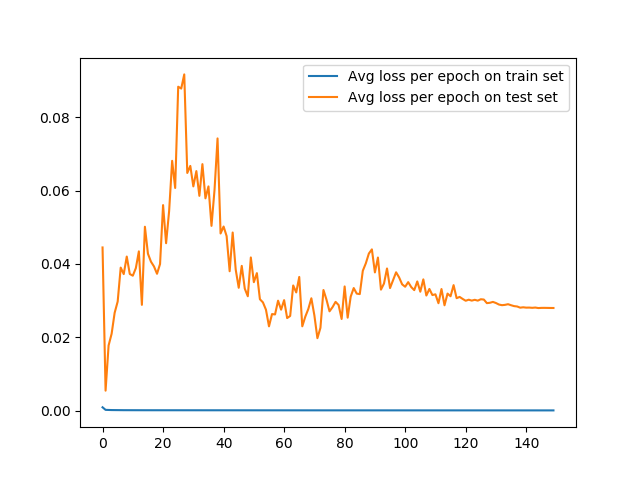 Avg loss per epoch on train set
Avg loss per epoch on test set
0.08
0.06
0.04
0.02
0.00
0 20 40 60 80 100 120 140